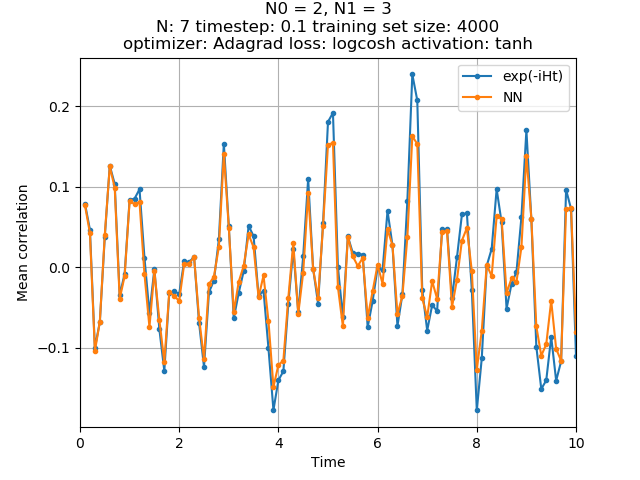 N0 = 2, N1 = 3
N: 7 timestep: 0.1 training set size: 4000
optimizer: Adagrad loss: logcosh activation: tanh
exp(-iHt)
NN
Mean correlation
0.2
0.1
0.0
−0.1
0
2
4
6
8
10
Time